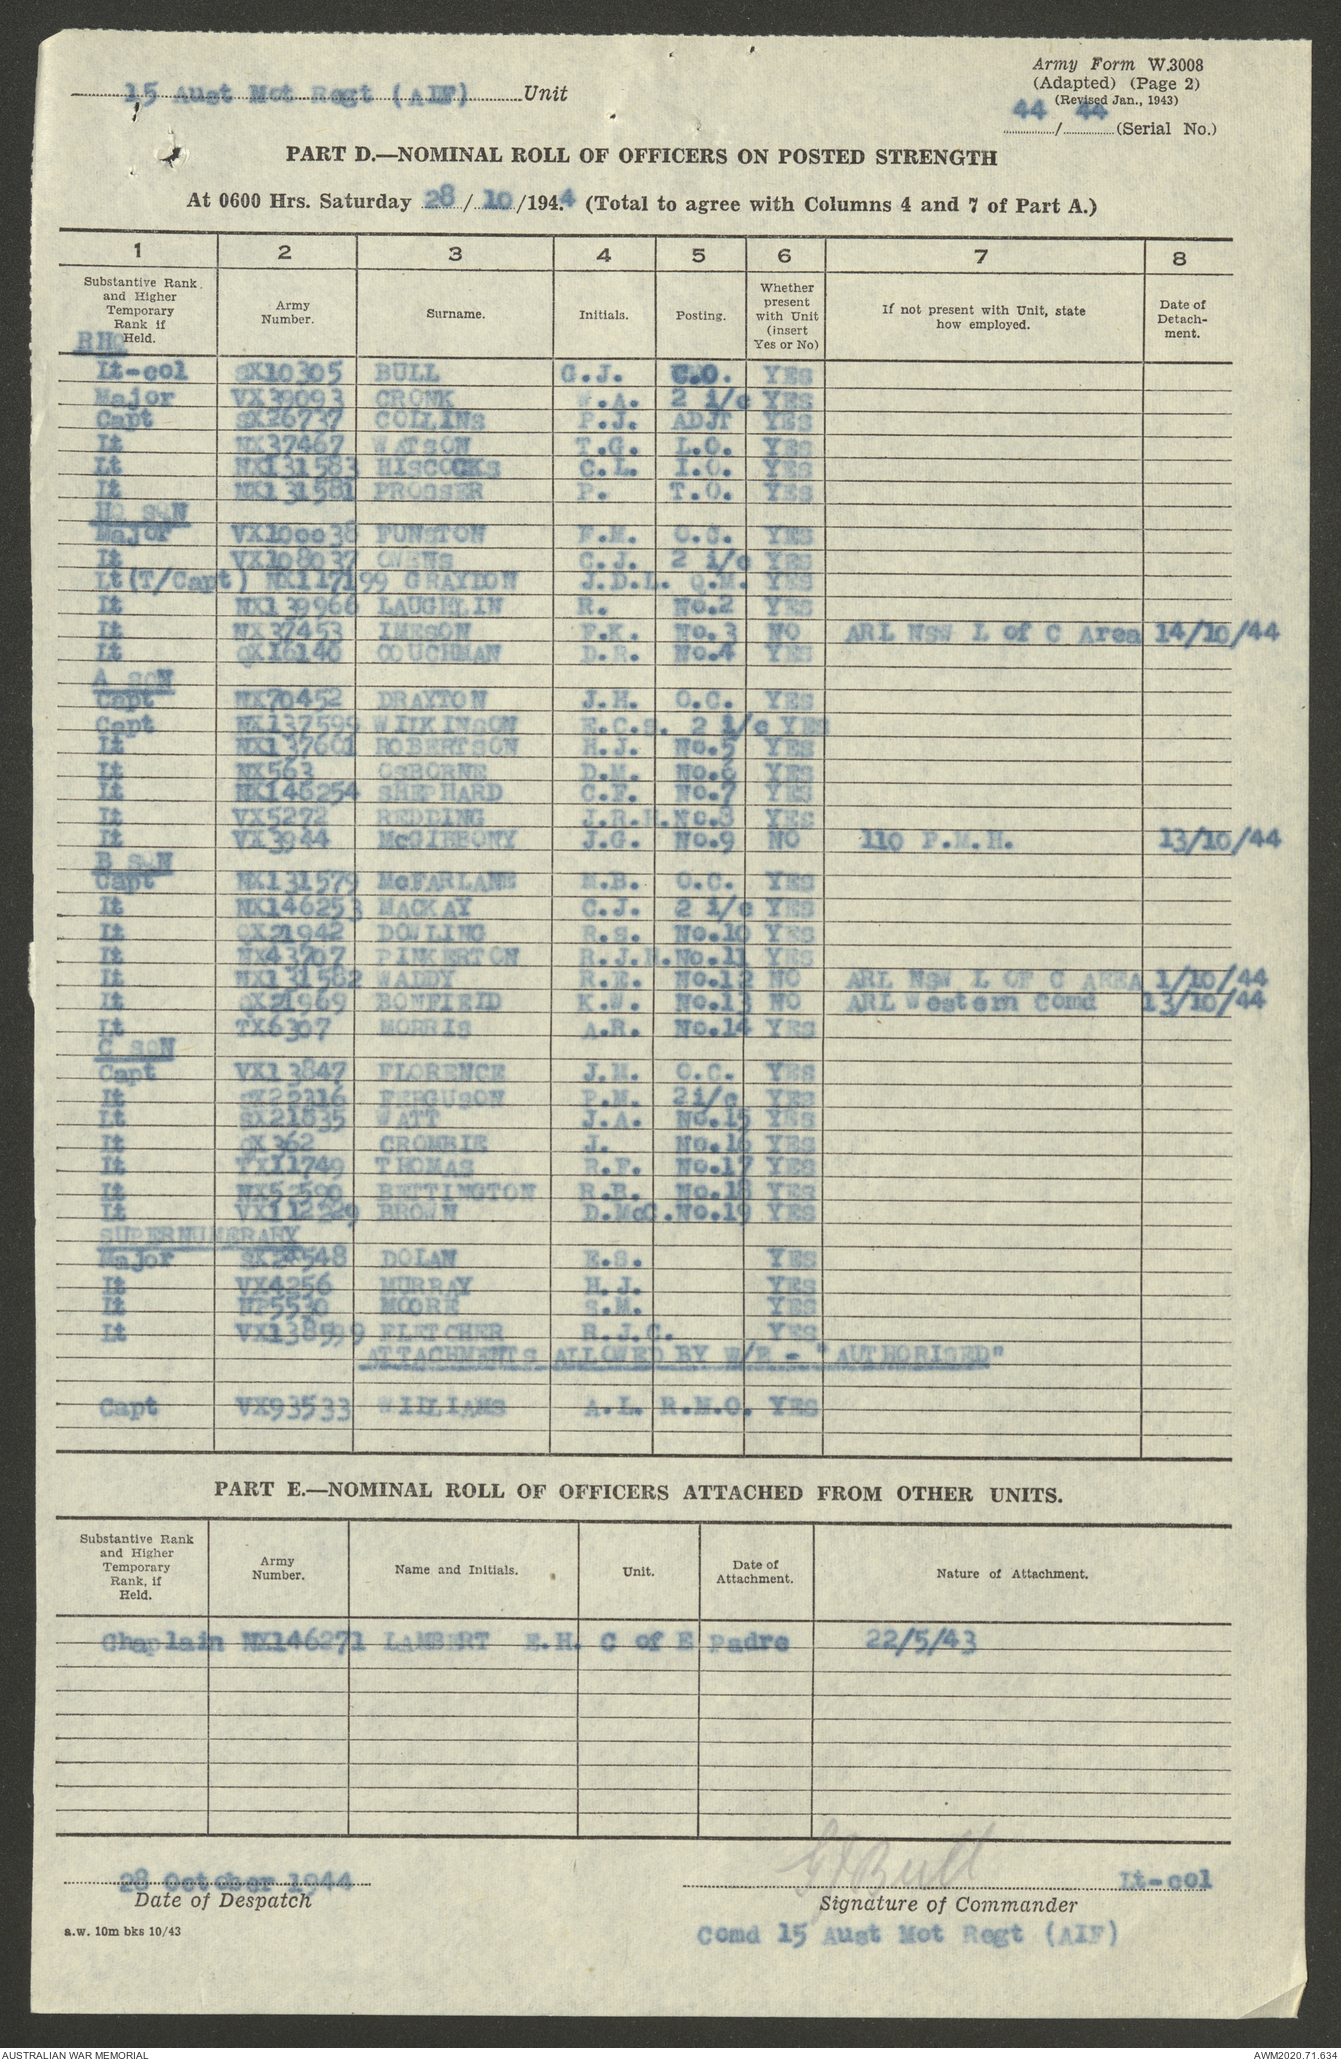 Army Form W.3008
(Adapted) (Page 2)
(Revised Jan., 1943)
15 Aust Mot Regt (AIF) Unit
44 / 44 (Serial No.)
PART D.—NOMINAL ROLL OF OFFICERS ON POSTED STRENGTH
At 0600 Hrs. Saturday 28/10/1944 (Total to agree with Columns 4 and 7 of Part A.)
1 2 3 4 5 6 7 8
Substantive Rank and Higher Temporary Rank if Held. Army Number. Surname. Initials. Posting. Whether present with Unit (insert Yes or No) If not present with Unit, state how employed. Date of Detach-ment.
RHQ
Lt-col SX10305 BULL G.J. C.O. YES
Major VX39093 CRONK W.A. 2 i/c YES
Capt SX26737 COLLINS P.J. ADJT YES
Lt NX37467 WATSON T.G. L.O. YES
Lt NX131583 HISCOCKS C.L. I.O. YES
Lt NX131581 PROSSER P. T.O. YES
HQ SQN
Major VX100038 FUNSTON F.M. O.C. YES
Lt VX108037 OWENS C.J. 2 i/c YES
Lt(T/Capt) NX117199 GRAYDON J.D.L. Q.M. YES
Lt NX139966 LAUGHLIN R. No.2 YES
Lt NX37453 IMESON F.K. No.3 NO ARL NSW L of C Area 14/10/44
Lt QX16140 COUCHMAN D.R. No.4 YES
A SQN
Capt NX70452 DRAYTON J.H. O.C. YES
Capt NX137599 WILKINSON E.C.S. 2 i/c YES
Lt NX137601 ROBERTSON H.J. No.5 YES
Lt NX563 OSBORNE D.M. No.6 YES
Lt NX146254 SHEPHARD C.F. No.7 YES
Lt VX5272 REDDING J.R.H. No.8 YES
Lt VX3944 McGIBBONY J.G. No.9 NO 110 P.M.H. 13/10/44
B SQN
Capt NX131579 McFARLANE N.B. O.C. YES
Lt NX146253 MACKAY C.J. 2 i/c YES
Lt QX21942 DOWLING R.S. No.10 YES
Lt NX43707 PINKERTON R.J. No.11 YES
Lt NX131582 WADDY R.E. No.12 NO ARL NSW L OF C AREA 1/10/44
Lt QX21969 BOMFIELD K.W. No.13 NO ARL Western Comd 13/10/44
Lt TX6307 MORRIS A.R. No.14 YES
C SQN
Capt VX13847 FLORENCE J.H. O.C. YES
Lt SX22316 FERGUSON P.M. 2i/c YES
Lt SX21835 WATT J.A. No.15 YES
Lt QX362 CROMBIE J. No.16 YES
Lt TX11749 THOMAS R.F. No.17 YES
Lt NX52590 BETTINGTON R.B. No.18 YES
Lt VX112229 BROWN D.McC. No.19 YES
SUPERNUMERARY
Major DOLAN E.S. YES
Lt VX4256 MURRAY H.J. YES
Lt NP5530 MOORE S.M. YES
Lt VX138599 FLETCHER R.J.C. YES
ATTACHMENTS ALLOWED BY W/E - "AUTHORISED"
Capt VX93533 WILLIAMS A.L. R.M.O. YES
PART E.—NOMINAL ROLL OF OFFICERS ATTACHED FROM OTHER UNITS.
Substantive Rank and Higher Temporary Rank, if Held. Army Number. Name and Initials. Unit. Date of Attachment. Nature of Attachment.
Chaplain NX146271 LAMBERT E.H. C of E Padre 22/5/43
28 October 1944 GJ Bull Lt-col
Date of Despatch Signature of Commander
a.w. 10m bks 10/43 Comd 15 Aust Mot Regt (AIF)
AUSTRALIAN WAR MEMORIAL AWM2020.71.634